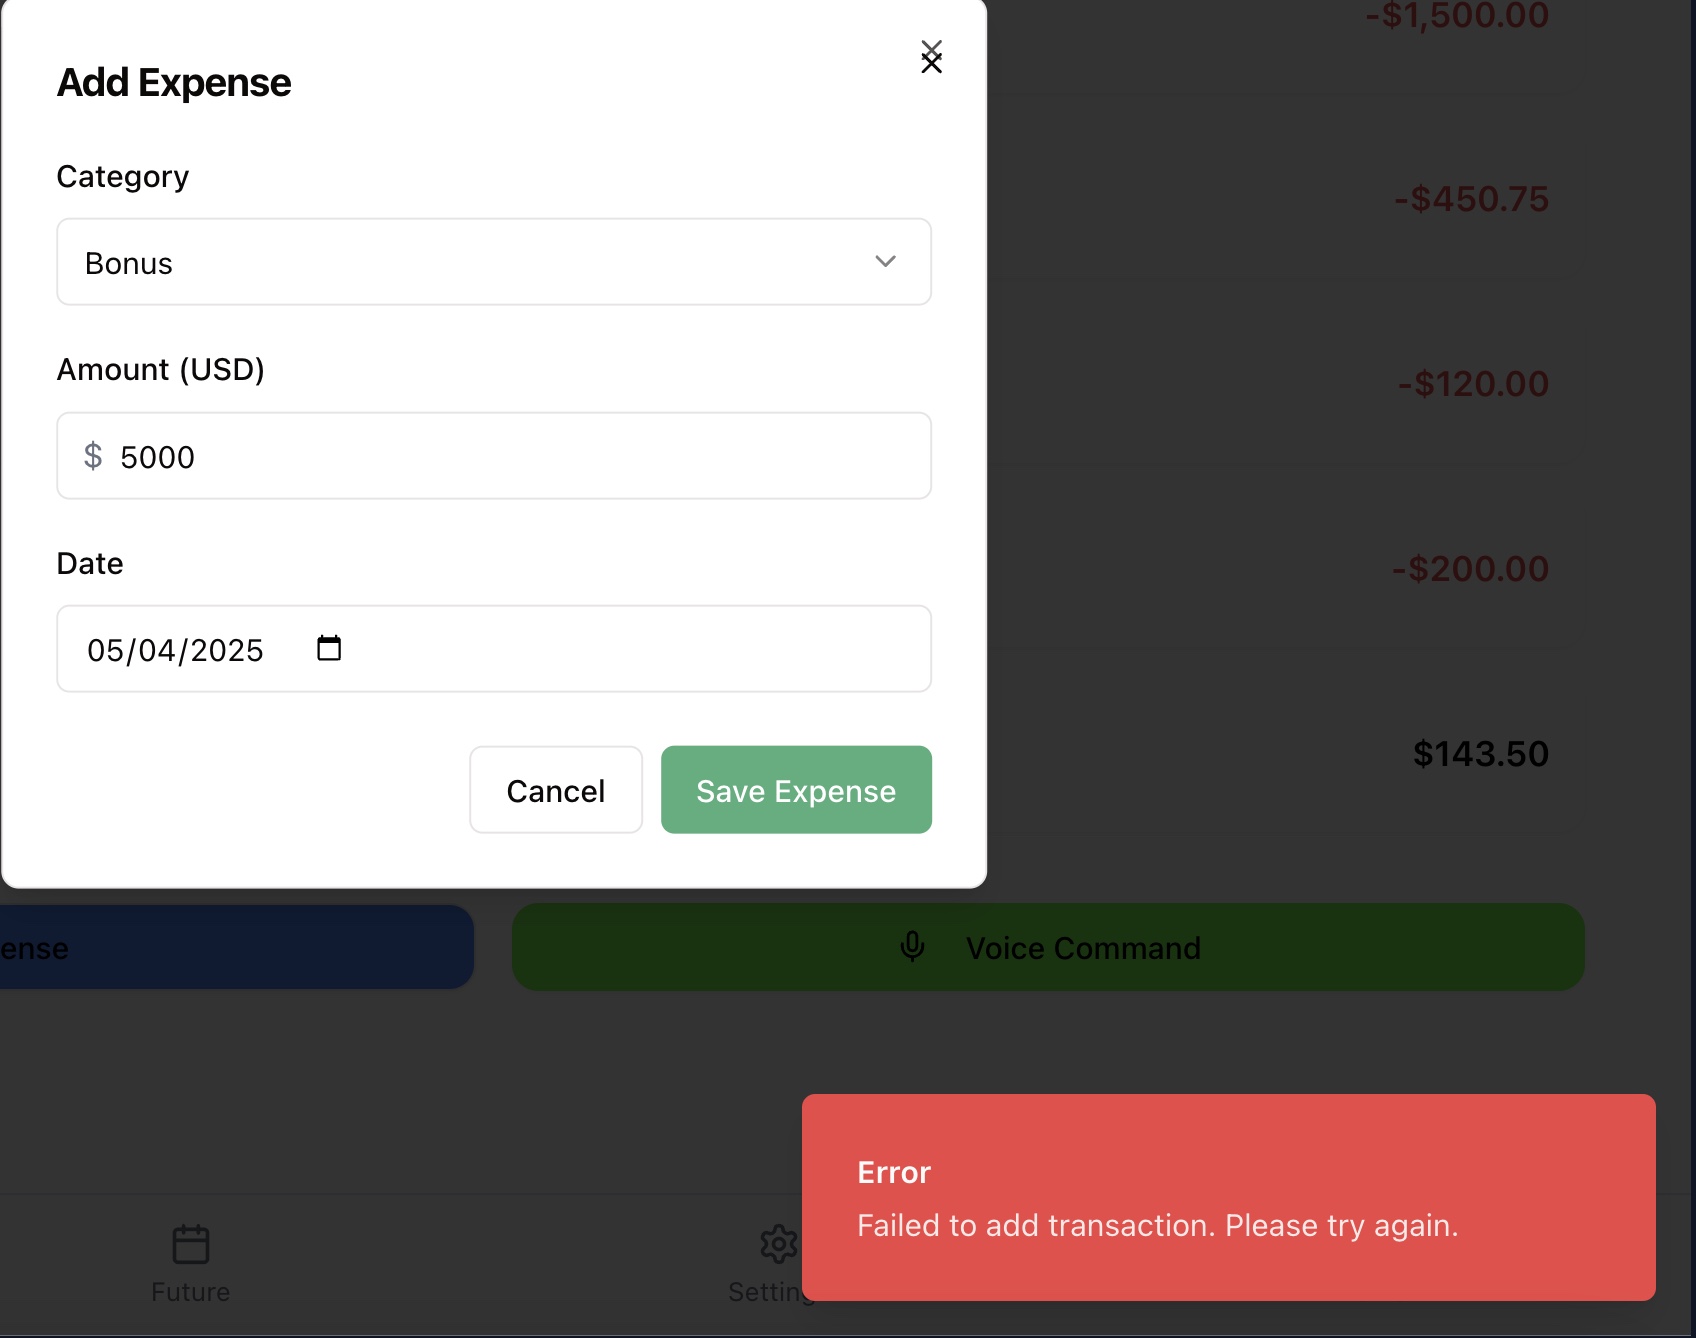 Add Expense
Category
Bonus
Amount (USD)
$ 5000
Date
05/04/2025
Cancel
Save Expense
-$1,500.00
-$450.75
-$120.00
-$200.00
$143.50
ense
Voice Command
Future
Setting
Error
Failed to add transaction. Please try again.